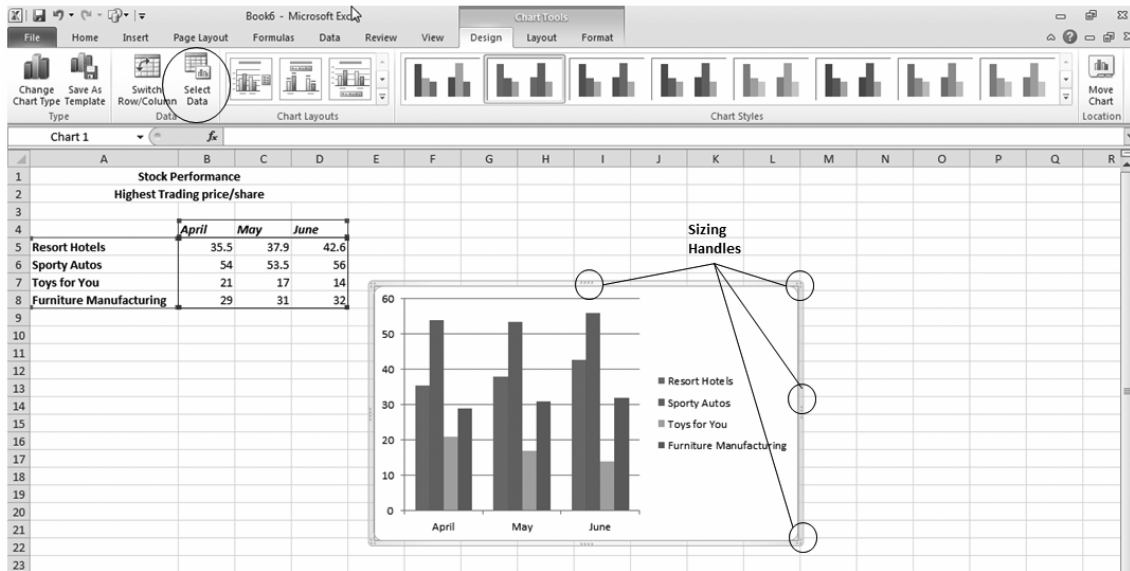 Book6 - Microsoft Excel
Chart Tools
File Home Insert Page Layout Formulas Data Review View Design Layout Format
Change Chart Type
Save As Template
Switch Row/Column
Select Data
Move Chart
Type Data Chart Layouts Chart Styles Location
Chart 1 fx
A B C D E F G H I J K L M N O P Q R
1 Stock Performance
2 Highest Trading price/share
3
4 April May June
5 Resort Hotels 35.5 37.9 42.6
6 Sporty Autos 54 53.5 56
7 Toys for You 21 17 14
8 Furniture Manufacturing 29 31 32
9
10
11
12
13
14
15
16
17
18
19
20
21
22
23
Sizing
Handles
60
50
40
30
20
10
0
April May June
Resort Hotels
Sporty Autos
Toys for You
Furniture Manufacturing